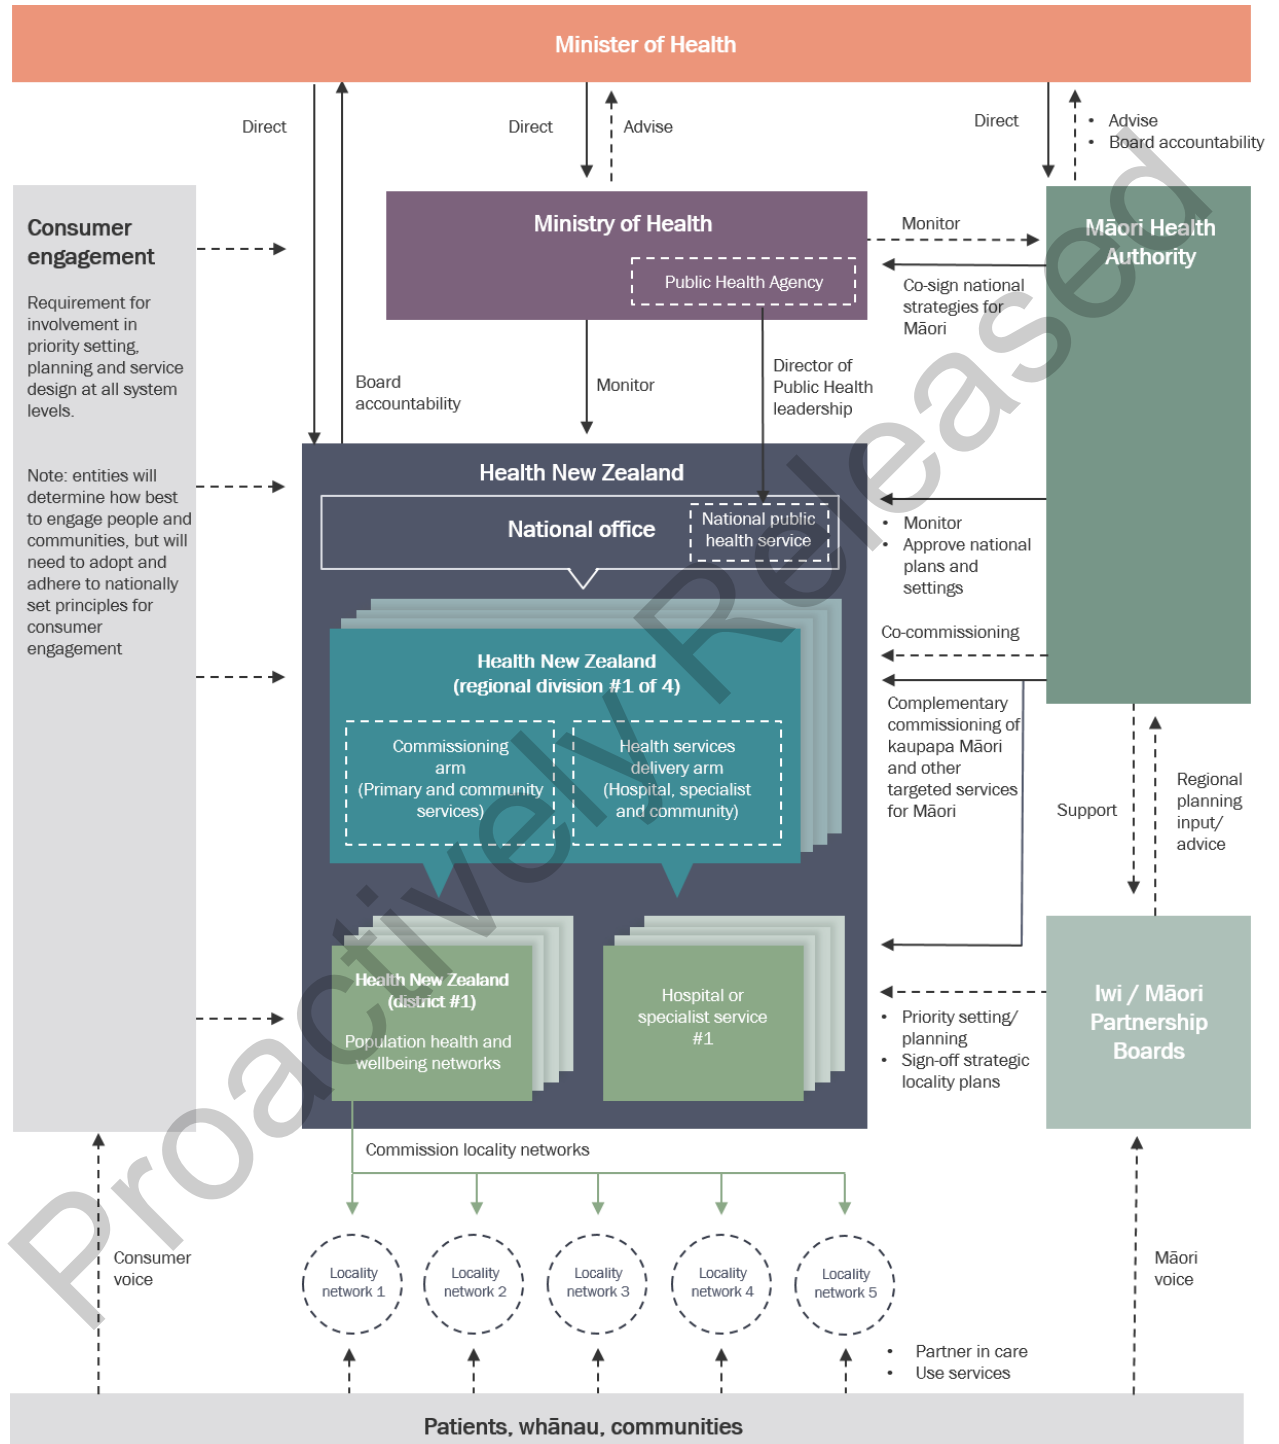 Minister of Health
Direct
Direct
Advise
Direct
• Advise
• Board accountability
Consumer
engagement
Requirement for
involvement in
priority setting,
planning and service
design at all system
levels.
Note: entities will
determine how best
to engage people and
communities, but will
need to adopt and
adhere to nationally
set principles for
consumer
engagement
Ministry of Health
Public Health Agency
Monitor
Co-sign national
strategies for
Māori
Māori Health
Authority
Board
accountability
Monitor
Director of
Public Health
leadership
Health New Zealand
National office
National public
health service
• Monitor
• Approve national
plans and
settings
Co-commissioning
Health New Zealand
(regional division #1 of 4)
Commissioning
arm
(Primary and community
services)
Health services
delivery arm
(Hospital, specialist
and community)
Complementary
commissioning of
kaupapa Māori
and other
targeted services
for Māori
Support
Regional
planning
input/
advice
Health New Zealand
(district #1)
Population health and
wellbeing networks
Hospital or
specialist service
#1
• Priority setting/
planning
• Sign-off strategic
locality plans
Iwi / Māori
Partnership
Boards
Commission locality networks
Consumer
voice
Locality
network 1
Locality
network 2
Locality
network 3
Locality
network 4
Locality
network 5
Māori
voice
• Partner in care
• Use services
Patients, whānau, communities
Proactively Released